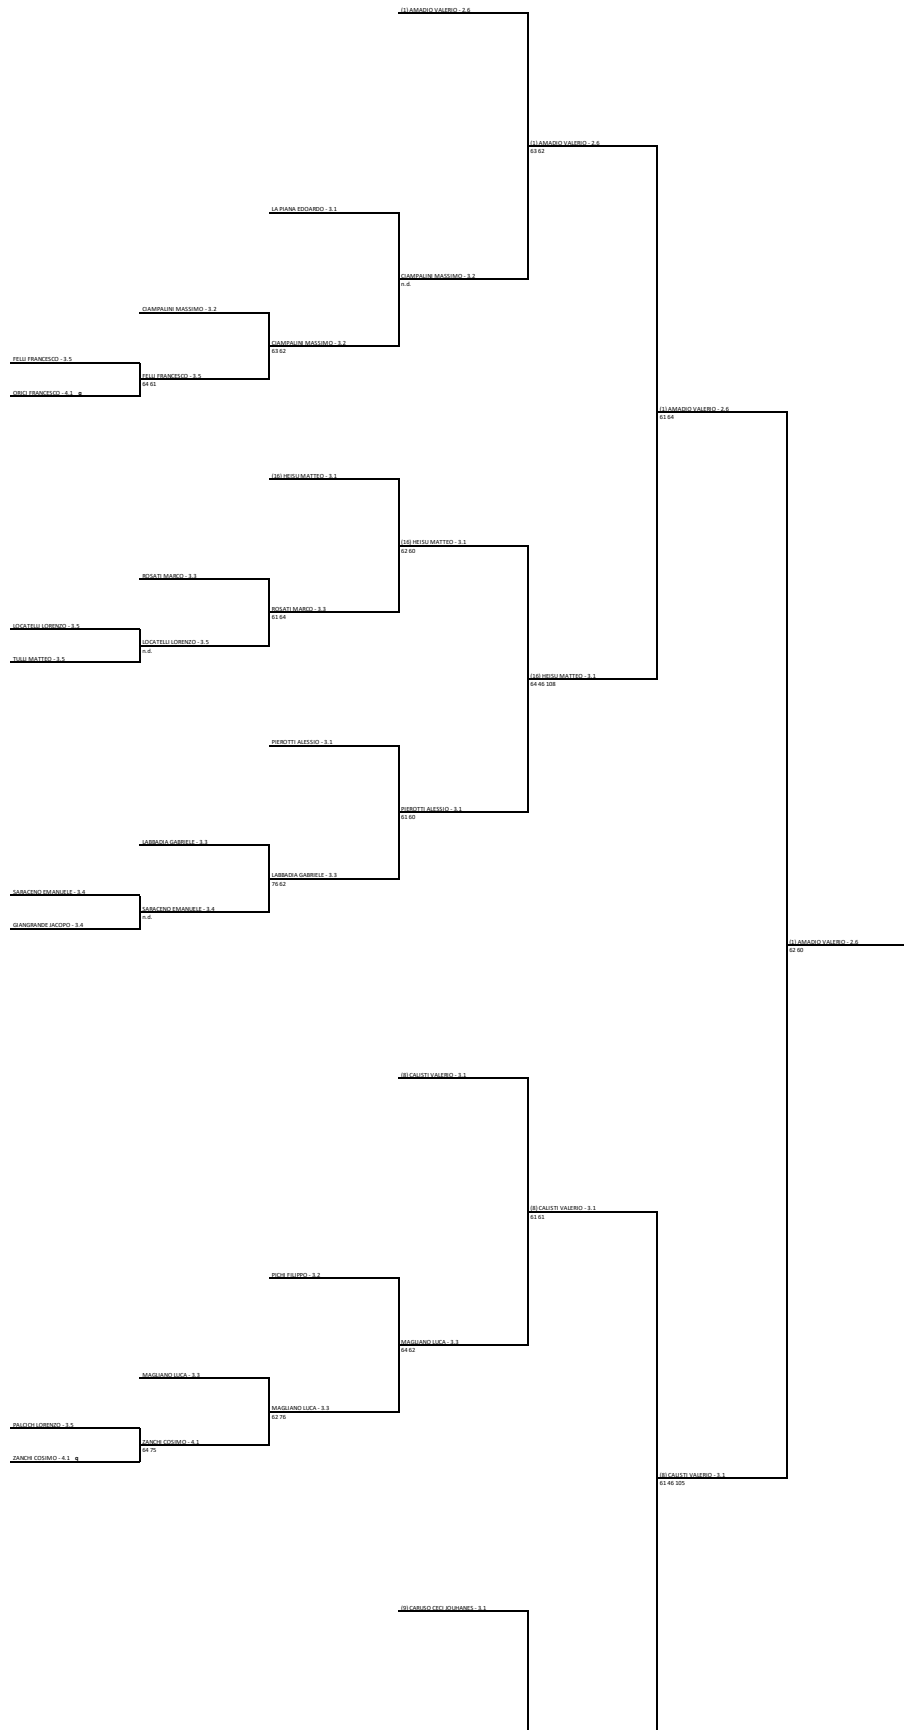 (1) AMADIO VALERIO - 2.6
(1) AMADIO VALERIO - 2.6
63 62
LA PIANA EDOARDO - 3.1
CIAMPALINI MASSIMO - 3.2
n.d.
CIAMPALINI MASSIMO - 3.2
CIAMPALINI MASSIMO - 3.2
63 62
FELLI FRANCESCO - 3.5
FELLI FRANCESCO - 3.5
64 61
ORICI FRANCESCO - 4.1 q
(1) AMADIO VALERIO - 2.6
61 64
(16) HEISU MATTEO - 3.1
(16) HEISU MATTEO - 3.1
62 60
ROSATI MARCO - 3.3
ROSATI MARCO - 3.3
61 64
LOCATELLI LORENZO - 3.5
LOCATELLI LORENZO - 3.5
n.d.
TULLI MATTEO - 3.5
(16) HEISU MATTEO - 3.1
64 46 108
PIEROTTI ALESSIO - 3.1
PIEROTTI ALESSIO - 3.1
61 60
LABBADIA GABRIELE - 3.3
LABBADIA GABRIELE - 3.3
76 62
SARACENO EMANUELE - 3.4
SARACENO EMANUELE - 3.4
n.d.
GIANGRANDE JACOPO - 3.4
(1) AMADIO VALERIO - 2.6
62 60
(8) CALISTI VALERIO - 3.1
(8) CALISTI VALERIO - 3.1
61 61
PICHI FILIPPO - 3.2
MAGLIANO LUCA - 3.3
64 62
MAGLIANO LUCA - 3.3
MAGLIANO LUCA - 3.3
62 76
PALOCH LORENZO - 3.5
ZANCHI COSIMO - 4.1
64 75
ZANCHI COSIMO - 4.1 q
(8) CALISTI VALERIO - 3.1
61 46 105
(9) CARUSO CECI JOUHANES - 3.1